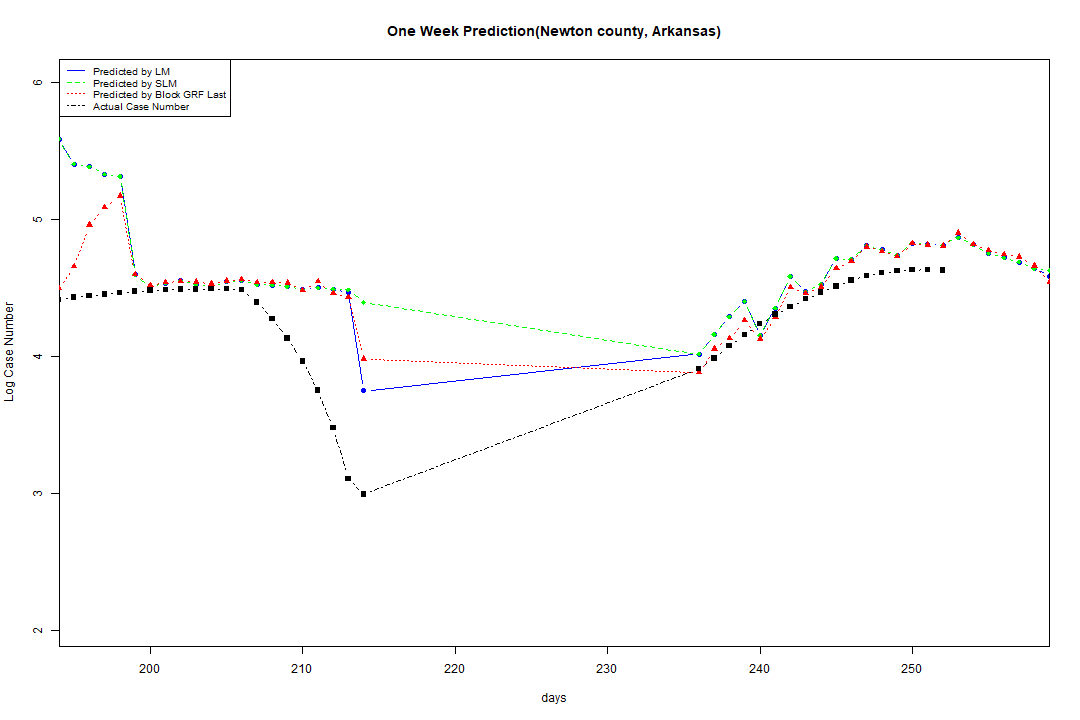 One Week Prediction(Newton county, Arkansas)
Predicted by LM
Predicted by SLM
Predicted by Block GRF Last
Actual Case Number
6
5
4
3
2
Log Case Number
200 210 220 230 240 250
days